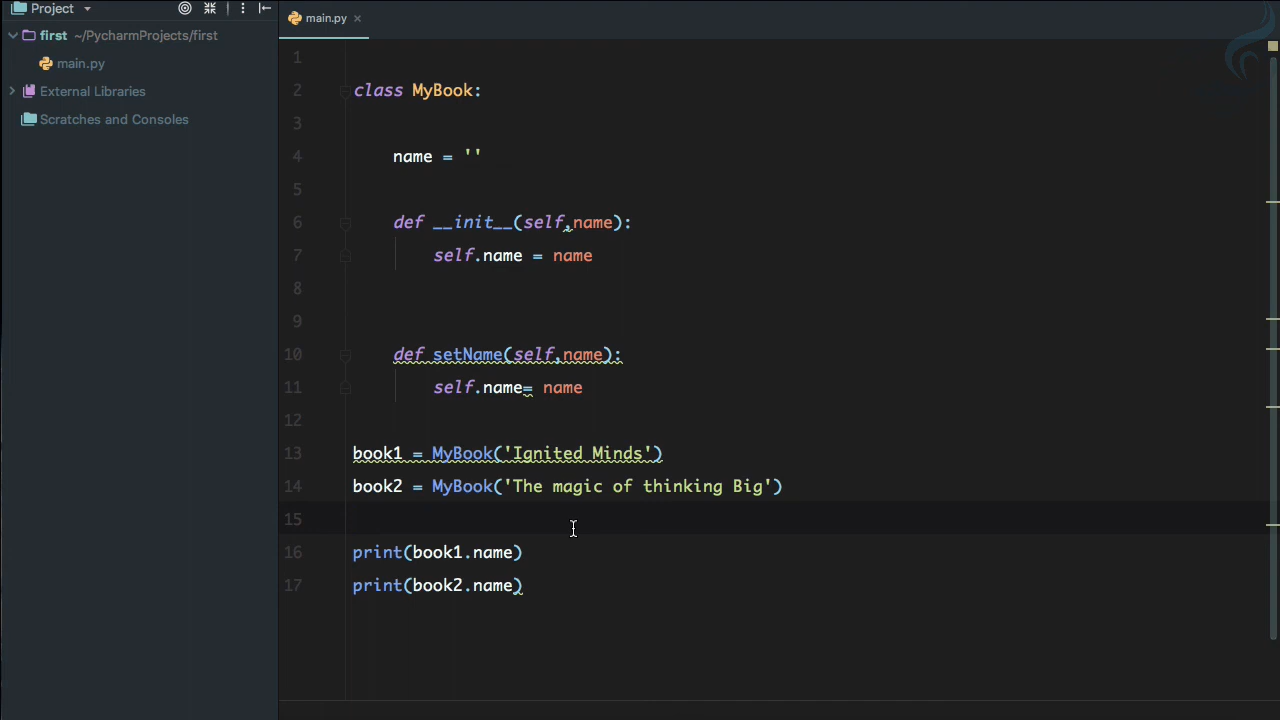 Project
first ~/PycharmProjects/first
main.py
External Libraries
Scratches and Consoles
main.py
1
2 class MyBook:
3
4 name = ''
5
6 def __init__(self,name):
7 self.name = name
8
9
10 def setName(self,name):
11 self.name= name
12
13 book1 = MyBook('Ignited Minds')
14 book2 = MyBook('The magic of thinking Big')
15
16 print(book1.name)
17 print(book2.name)